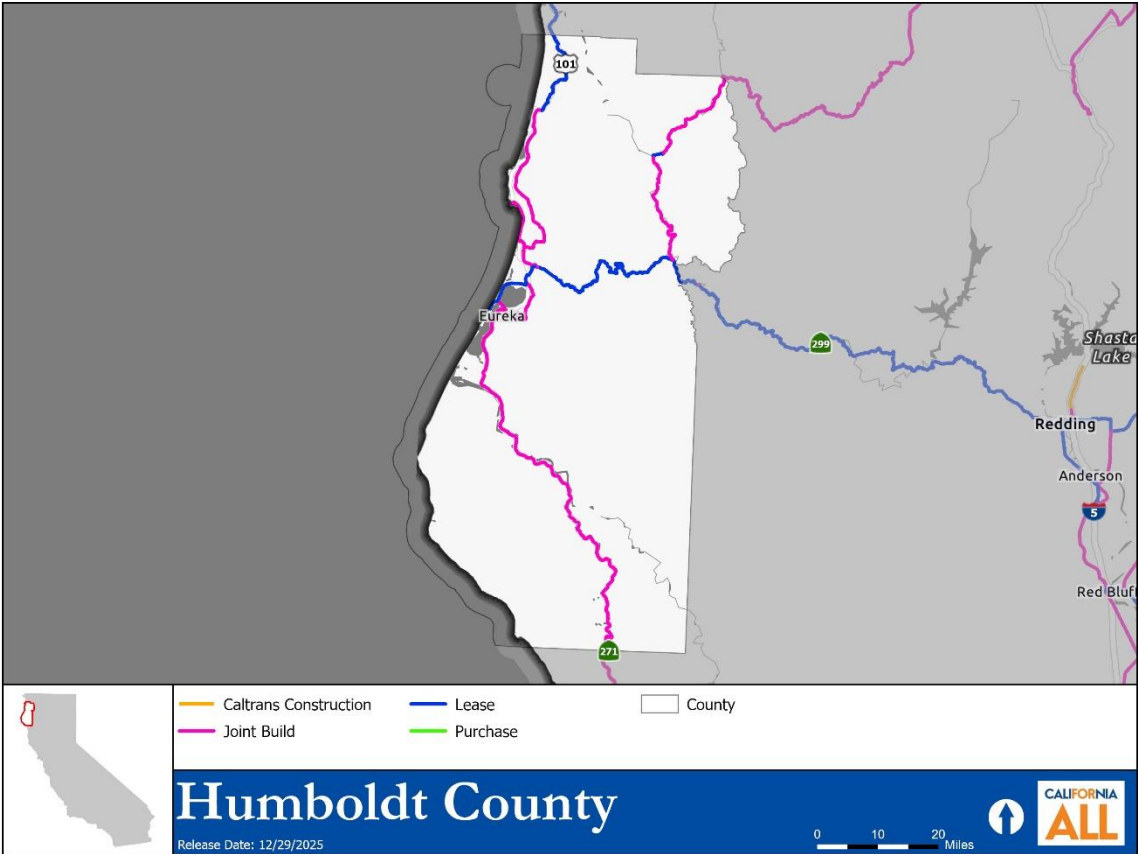 101
Eureka
299
Shasta
Lake
Redding
Anderson
5
Red Bluff
271
Caltrans Construction
Joint Build
Lease
Purchase
County
Humboldt County
Release Date: 12/29/2025
0 10 20
Miles
CALIFORNIA
ALL